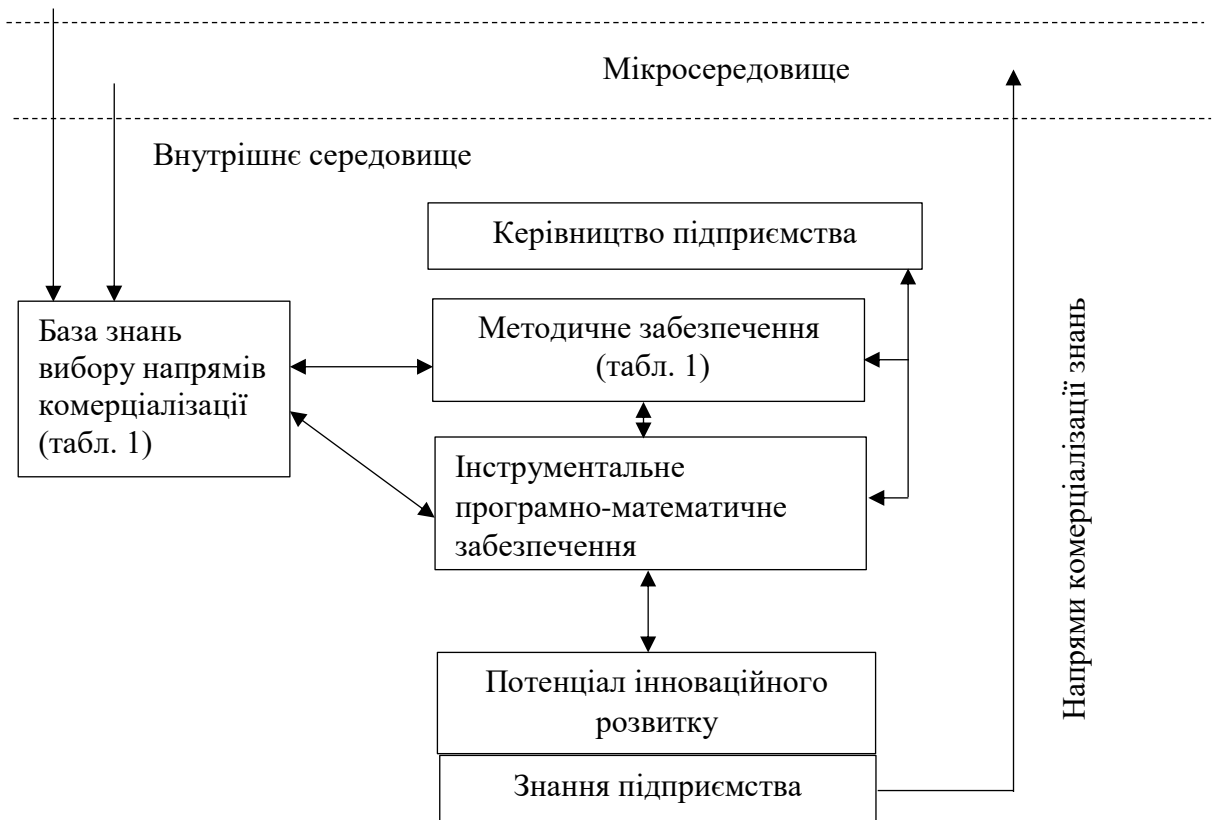 Мікросередовище
Внутрішнє середовище
Керівництво підприємства
База знань
вибору напрямів
комерціалізації
(табл. 1)
Методичне забезпечення
(табл. 1)
Інструментальне
програмно-математичне
забезпечення
Потенціал інноваційного
розвитку
Знання підприємства
Напрями комерціалізації знань